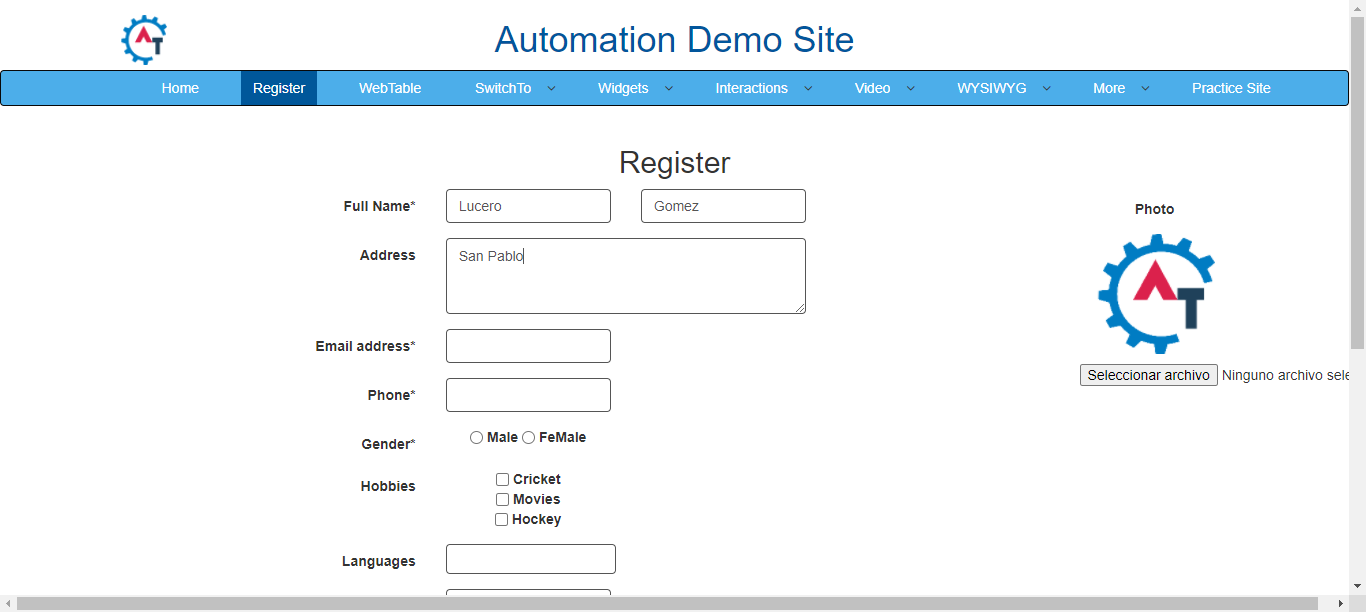 AT
Automation Demo Site
Home Register WebTable SwitchTo Widgets Interactions Video WYSIWYG More Practice Site
Register
Full Name* Lucero Gomez
Photo
Address San Pablo
AT
Email address*
Seleccionar archivo Ninguno archivo sele
Phone*
Gender* Male FeMale
Hobbies Cricket
Movies
Hockey
Languages